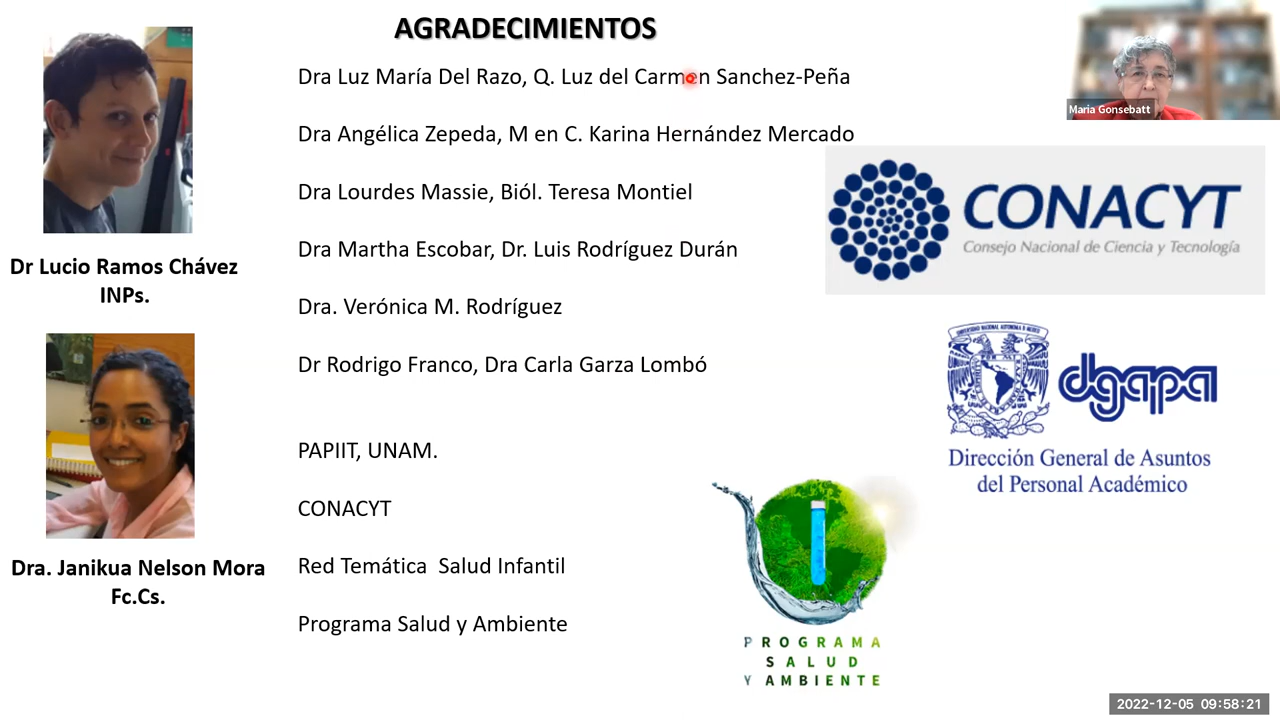 AGRADECIMIENTOS
Dra Luz María Del Razo, Q. Luz del Carmen Sanchez-Peña
Dra Angélica Zepeda, M en C. Karina Hernández Mercado
Dra Lourdes Massie, Biól. Teresa Montiel
Dra Martha Escobar, Dr. Luis Rodríguez Durán
Dra. Verónica M. Rodríguez
Dr Rodrigo Franco, Dra Carla Garza Lombó
PAPIIT, UNAM.
CONACYT
Red Temática  Salud Infantil
Programa Salud y Ambiente
Dr Lucio Ramos Chávez
INPs.
Dra. Janikua Nelson Mora
Fc.Cs.
Maria Gonsebatt
CONACYT
Consejo Nacional de Ciencia y Tecnología
dgapa
Dirección General de Asuntos
del Personal Académico
PROGRAMA
SALUD
Y AMBIENTE
2022-12-05 09:58:21